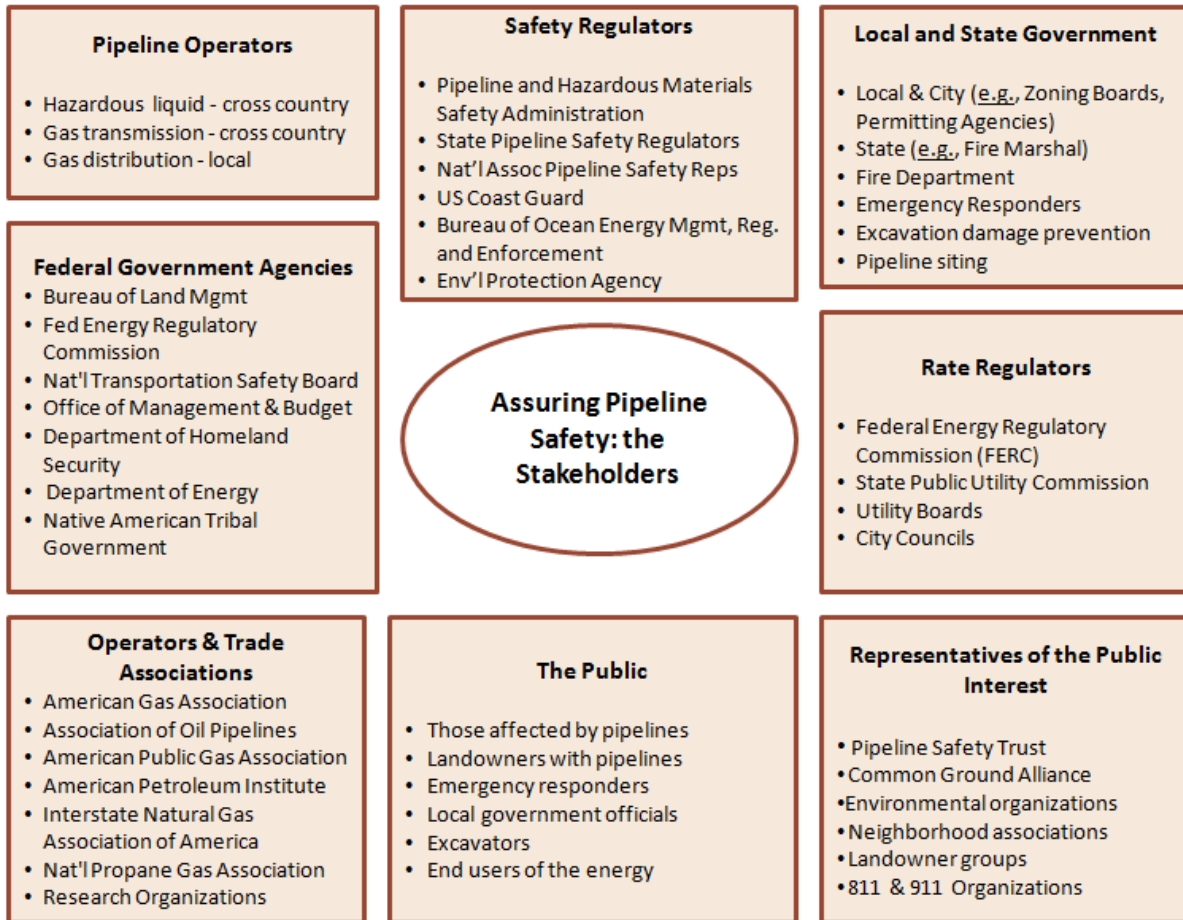 Pipeline Operators
• Hazardous liquid - cross country
• Gas transmission - cross country
• Gas distribution - local
Safety Regulators
• Pipeline and Hazardous Materials
Safety Administration
• State Pipeline Safety Regulators
• Nat’l Assoc Pipeline Safety Reps
• US Coast Guard
• Bureau of Ocean Energy Mgmt, Reg.
and Enforcement
• Env’l Protection Agency
Local and State Government
• Local & City (e.g., Zoning Boards,
Permitting Agencies)
• State (e.g., Fire Marshal)
• Fire Department
• Emergency Responders
• Excavation damage prevention
• Pipeline siting
Federal Government Agencies
• Bureau of Land Mgmt
• Fed Energy Regulatory
Commission
• Nat'l Transportation Safety Board
• Office of Management & Budget
• Department of Homeland
Security
• Department of Energy
• Native American Tribal
Government
Assuring Pipeline
Safety: the
Stakeholders
Rate Regulators
• Federal Energy Regulatory
Commission (FERC)
• State Public Utility Commission
• Utility Boards
• City Councils
Operators & Trade
Associations
• American Gas Association
• Association of Oil Pipelines
• American Public Gas Association
• American Petroleum Institute
• Interstate Natural Gas
Association of America
• Nat'l Propane Gas Association
• Research Organizations
The Public
• Those affected by pipelines
• Landowners with pipelines
• Emergency responders
• Local government officials
• Excavators
• End users of the energy
Representatives of the Public
Interest
• Pipeline Safety Trust
• Common Ground Alliance
•Environmental organizations
•Neighborhood associations
•Landowner groups
•811 & 911 Organizations